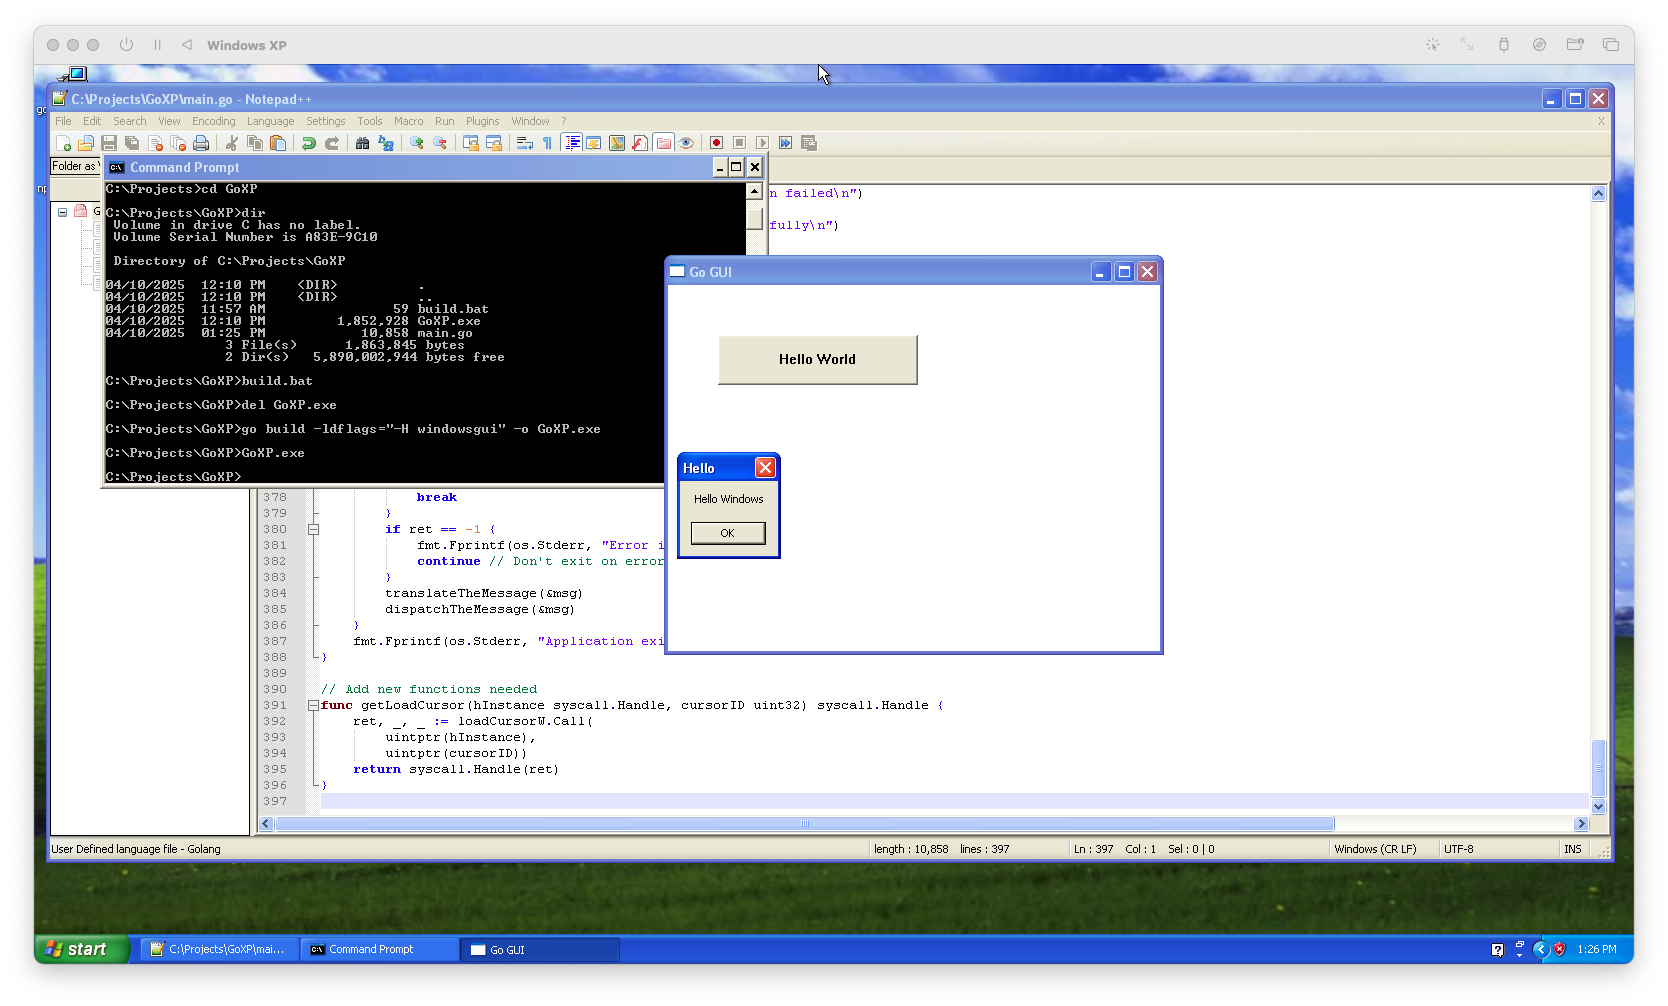 Windows XP
C:\Projects\GoXP\main.go - Notepad++
File Edit Search View Encoding Language Settings Tools Macro Run Plugins Window ?
X
Folder as
Command Prompt
C:\Projects>cd GoXP
C:\Projects\GoXP>dir
Volume in drive C has no label.
Volume Serial Number is A83E-9C10
Directory of C:\Projects\GoXP
04/10/2025 12:10 PM <DIR> .
04/10/2025 12:10 PM <DIR> ..
04/10/2025 11:57 AM 59 build.bat
04/10/2025 12:10 PM 1,852,928 GoXP.exe
04/10/2025 01:25 PM 10,858 main.go
3 File(s) 1,863,845 bytes
2 Dir(s) 5,890,002,944 bytes free
C:\Projects\GoXP>build.bat
C:\Projects\GoXP>del GoXP.exe
C:\Projects\GoXP>go build -ldflags="-H windowsgui" -o GoXP.exe
C:\Projects\GoXP>GoXP.exe
C:\Projects\GoXP>
n failed\n")
fully\n")
Go GUI
Hello World
Hello
Hello Windows
OK
378 break
379 }
380 if ret == -1 {
381 fmt.Fprintf(os.Stderr, "Error i
382 continue // Don't exit on error
383 }
384 translateTheMessage(&msg)
385 dispatchTheMessage(&msg)
386 }
387 fmt.Fprintf(os.Stderr, "Application exi
388 }
389
390 // Add new functions needed
391 func getLoadCursor(hInstance syscall.Handle, cursorID uint32) syscall.Handle {
392 ret, _, _ := loadCursorW.Call(
393 uintptr(hInstance),
394 uintptr(cursorID))
395 return syscall.Handle(ret)
396 }
397
User Defined language file - Golang length : 10,858 lines : 397 Ln : 397 Col : 1 Sel : 0 | 0 Windows (CR LF) UTF-8 INS
start C:\Projects\GoXP\mai... Command Prompt Go GUI 1:26 PM